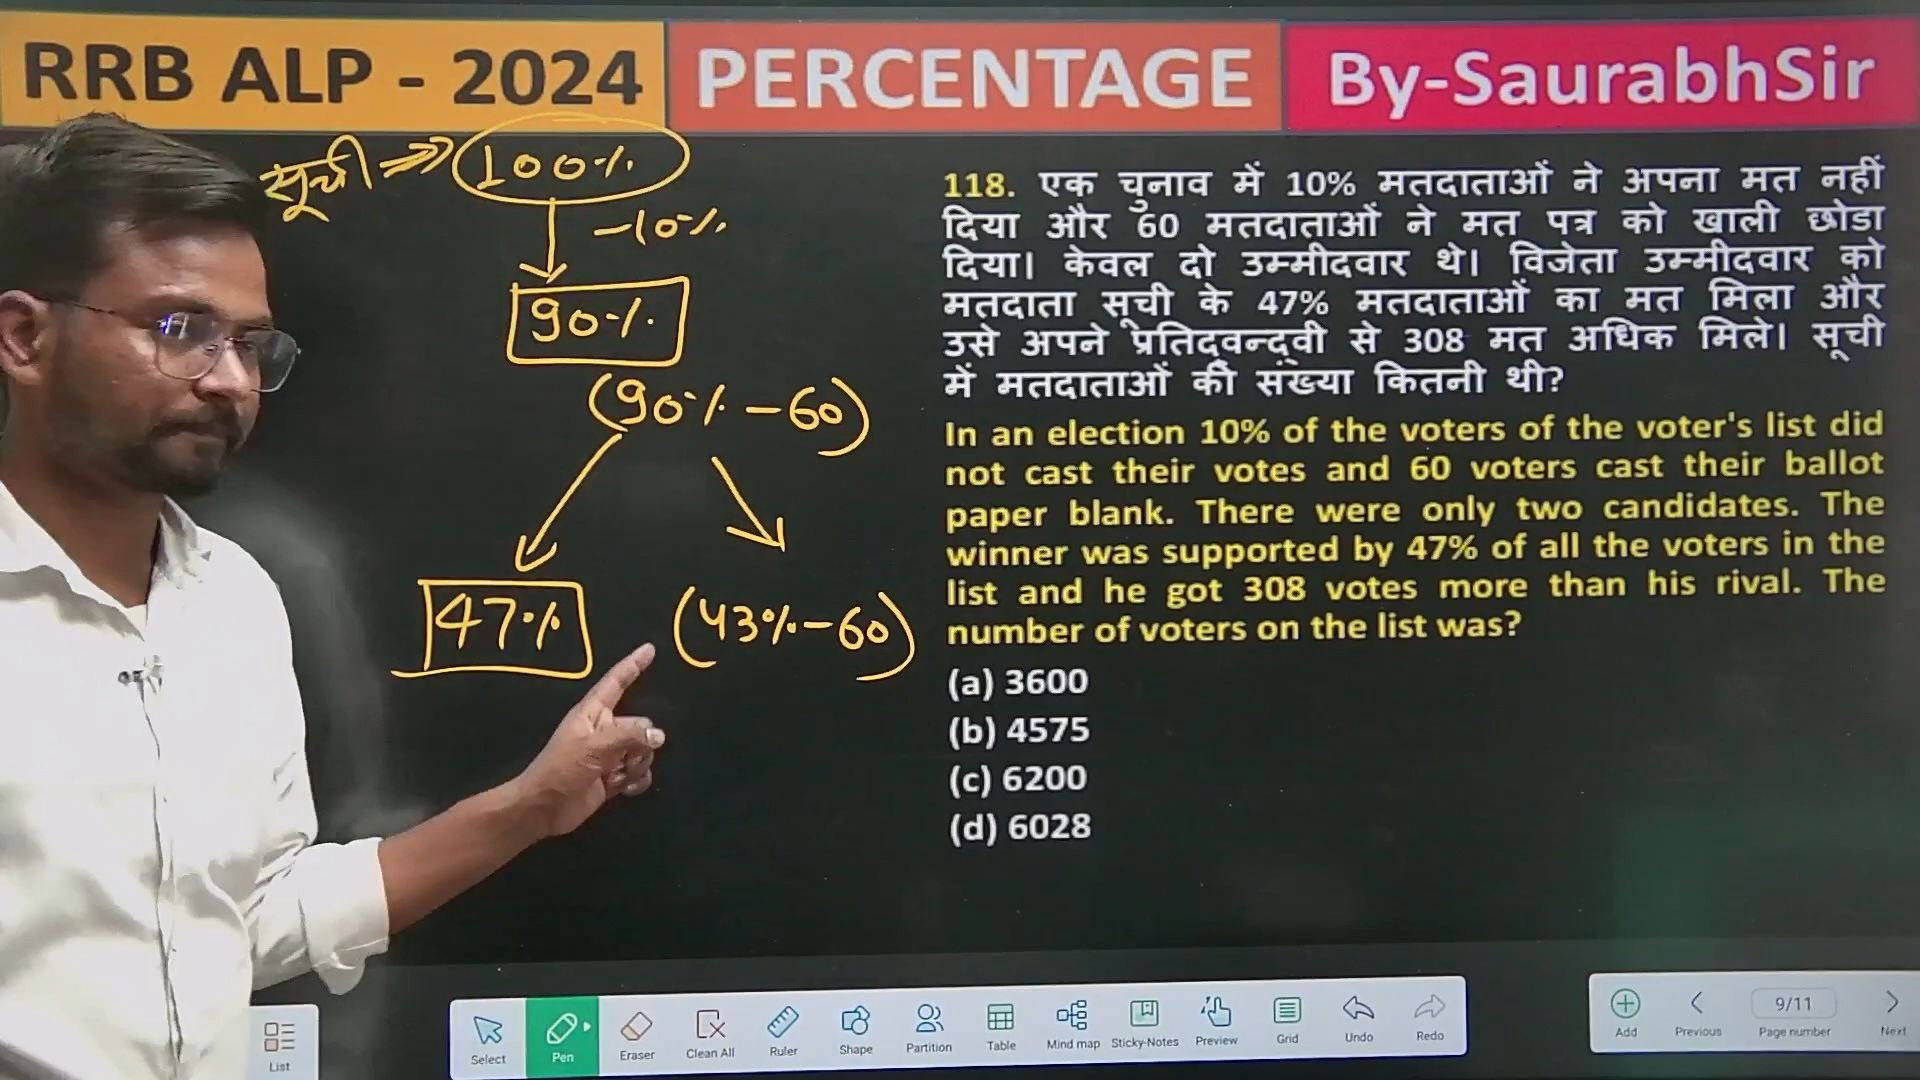 RRB ALP - 2024
PERCENTAGE
By-SaurabhSir
सूची ⇒ 100%
-10%
90%
(90% - 60)
47%
(43% - 60)
118. एक चुनाव में 10% मतदाताओं ने अपना मत नहीं
दिया और 60 मतदाताओं ने मत पत्र को खाली छोडा
दिया। केवल दो उम्मीदवार थे। विजेता उम्मीदवार को
मतदाता सूची के 47% मतदाताओं का मत मिला और
उसे अपने प्रतिद्वन्द्वी से 308 मत अधिक मिले। सूची
में मतदाताओं की संख्या कितनी थी?
In an election 10% of the voters of the voter's list did
not cast their votes and 60 voters cast their ballot
paper blank. There were only two candidates. The
winner was supported by 47% of all the voters in the
list and he got 308 votes more than his rival. The
number of voters on the list was?
(a) 3600
(b) 4575
(c) 6200
(d) 6028
List
Select
Pen
Eraser
Clean All
Ruler
Shape
Partition
Table
Mind map
Sticky-Notes
Preview
Grid
Undo
Redo
Add
Previous
9/11
Page number
Next